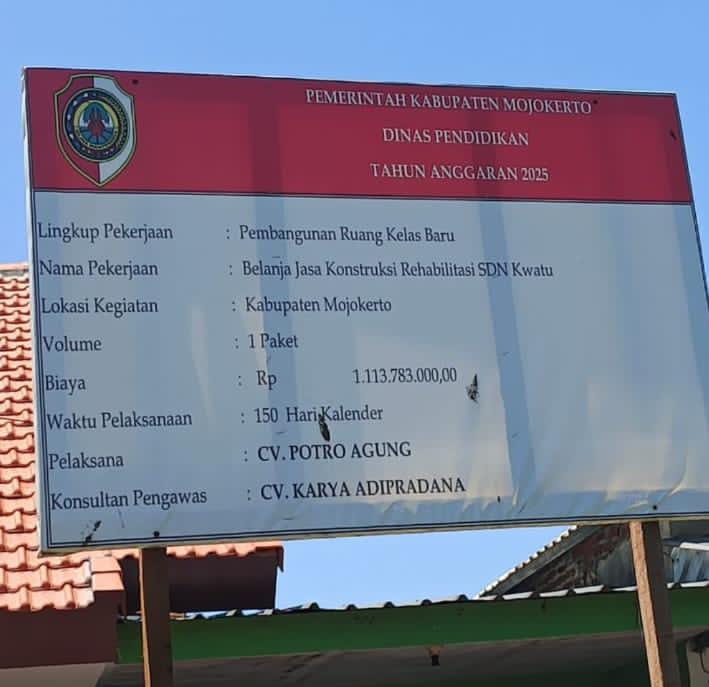 PEMERINTAH KABUPATEN MOJOKERTO
DINAS PENDIDIKAN
TAHUN ANGGARAN 2025
Lingkup Pekerjaan : Pembangunan Ruang Kelas Baru
Nama Pekerjaan : Belanja Jasa Konstruksi Rehabilitasi SDN Kwatu
Lokasi Kegiatan : Kabupaten Mojokerto
Volume : 1 Paket
Biaya : Rp 1.113.783.000,00
Waktu Pelaksanaan : 150 Hari Kalender
Pelaksana : CV. POTRO AGUNG
Konsultan Pengawas : CV. KARYA ADIPRADANA